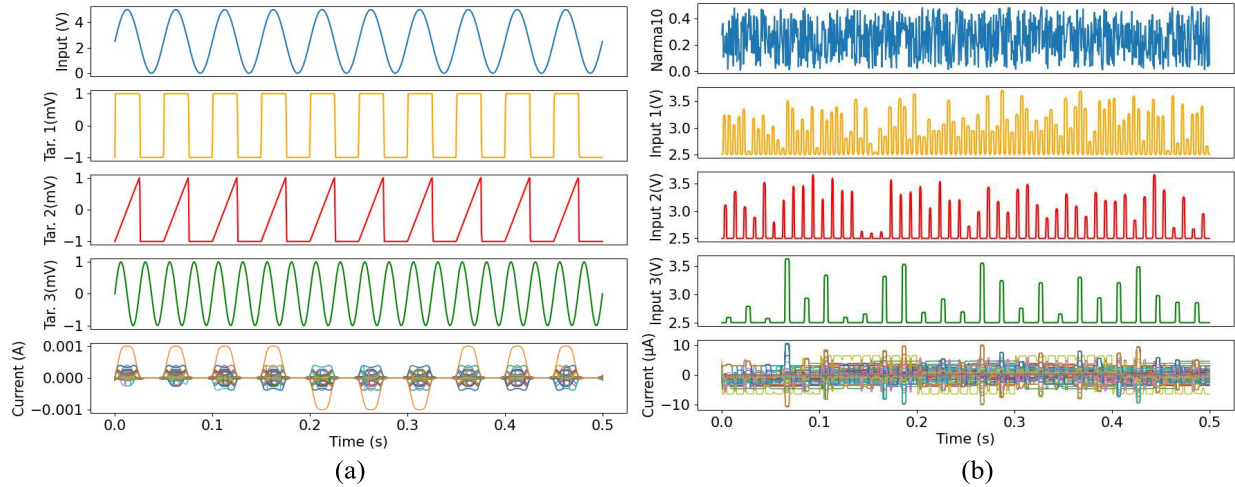 Input (V)
4
2
0
Tar. 1(mV)
1
0
−1
Tar. 2(mV)
1
0
−1
Tar. 3(mV)
1
0
−1
Current (A)
0.001
0.000
−0.001
0.0 0.1 0.2 0.3 0.4 0.5
Time (s)
(a)
Narma10
0.4
0.2
0.0
Input 1(V)
3.5
3.0
2.5
Input 2(V)
3.5
3.0
2.5
Input 3(V)
3.5
3.0
2.5
Current (µA)
10
0
−10
0.0 0.1 0.2 0.3 0.4 0.5
Time (s)
(b)